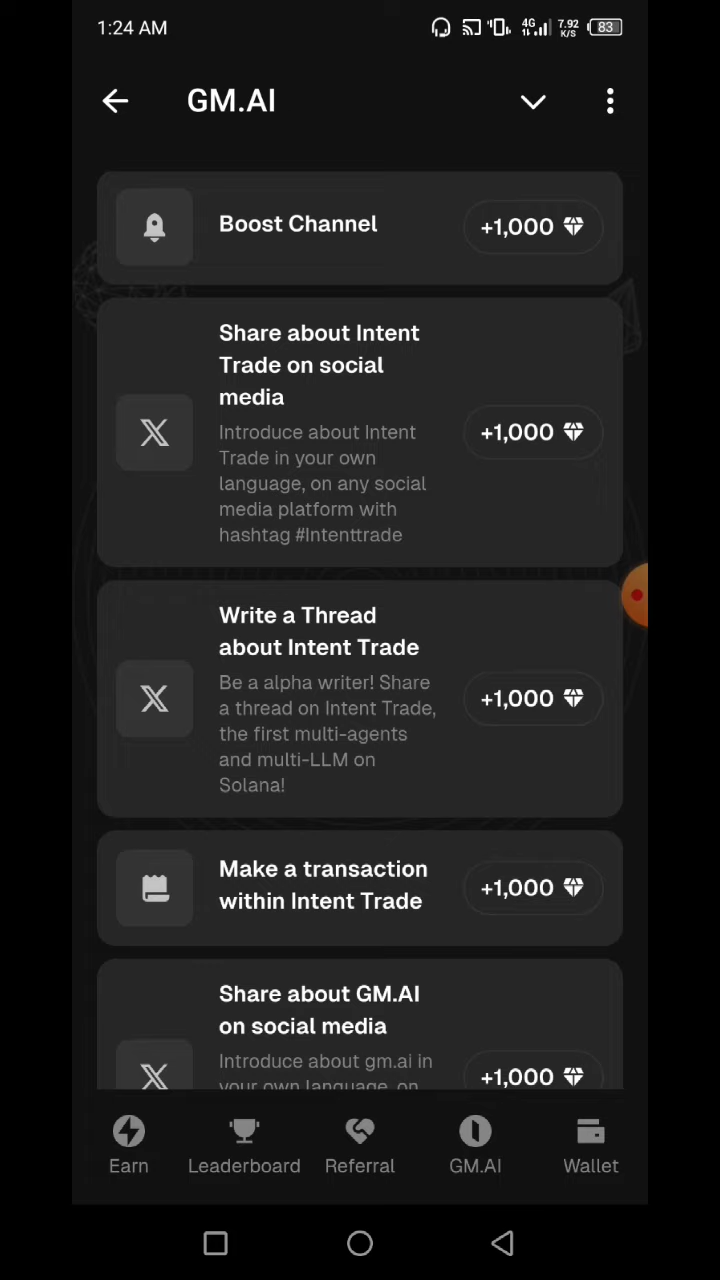 1:24 AM
4G
7.92
K/S
83
GM.AI
Boost Channel
+1,000
Share about Intent
Trade on social
media
Introduce about Intent
Trade in your own
language, on any social
media platform with
hashtag #Intenttrade
+1,000
Write a Thread
about Intent Trade
Be a alpha writer! Share
a thread on Intent Trade,
the first multi-agents
and multi-LLM on
Solana!
+1,000
Make a transaction
within Intent Trade
+1,000
Share about GM.AI
on social media
Introduce about gm.ai in
your own language, on
+1,000
Earn
Leaderboard
Referral
GM.AI
Wallet